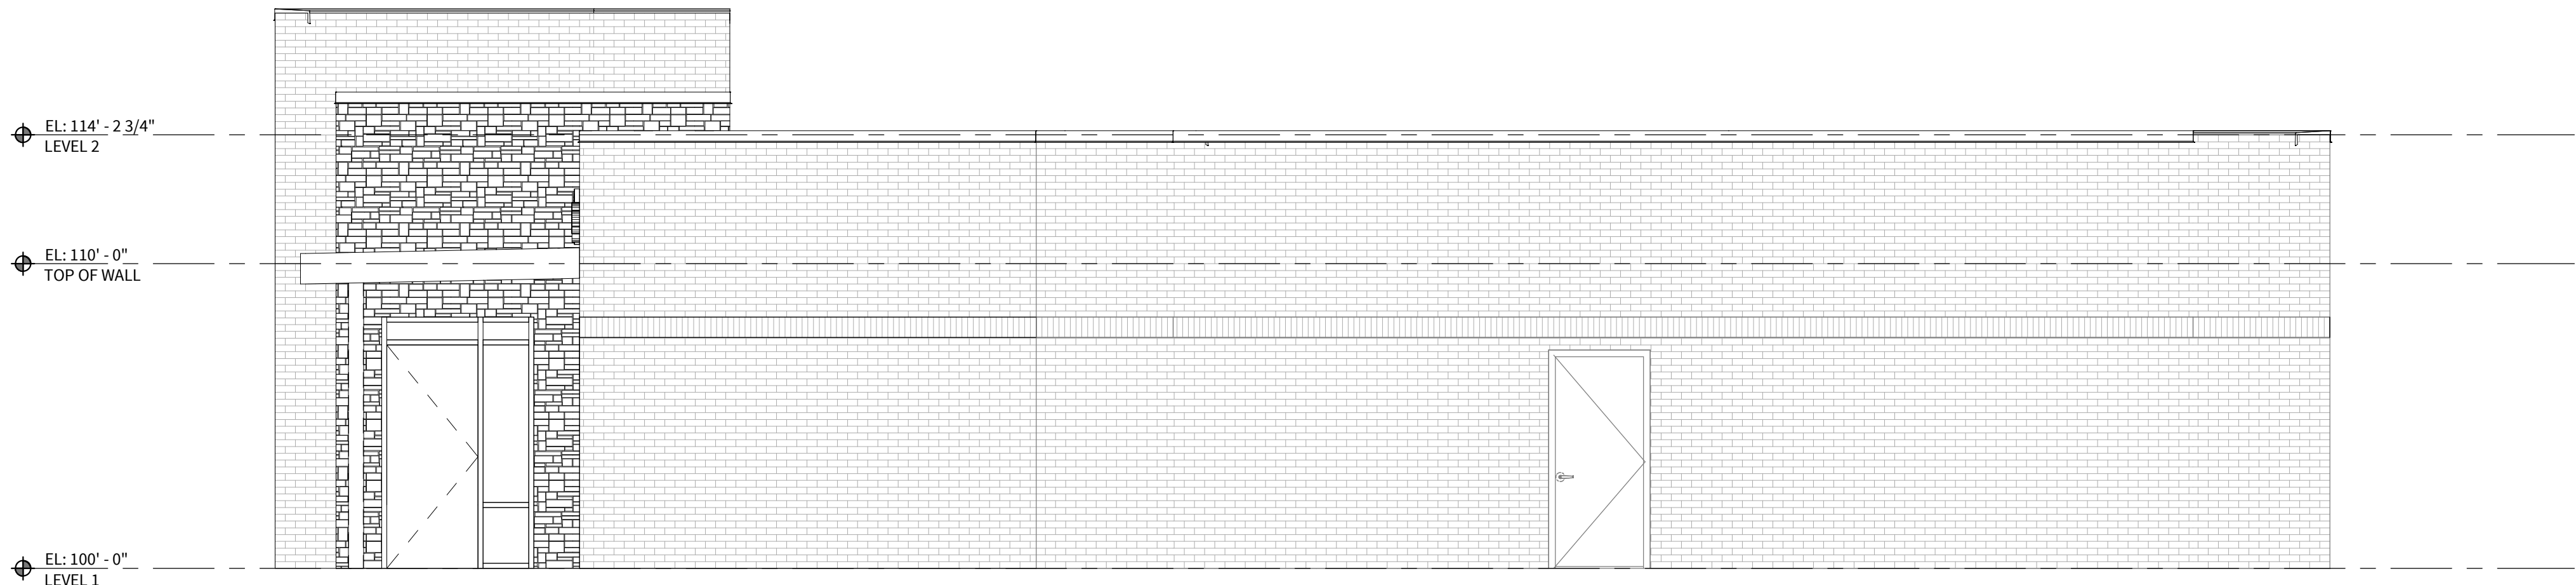 EL: 114' - 2 3/4"
LEVEL 2
EL: 110' - 0"
TOP OF WALL
EL: 100' - 0"
LEVEL 1